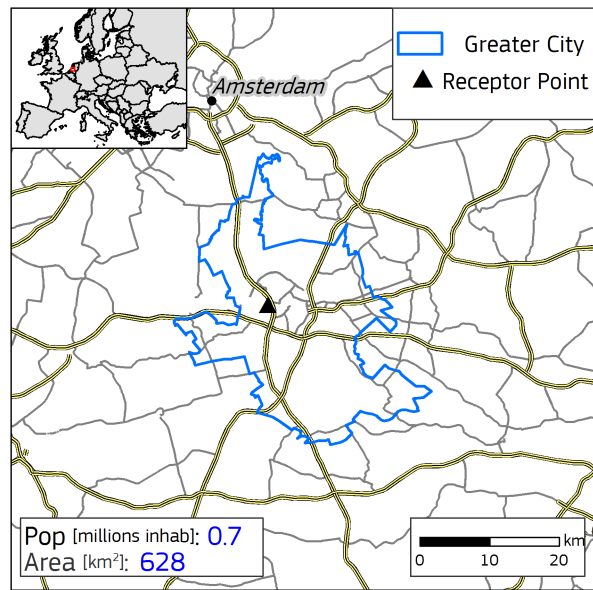 Greater City
Receptor Point
Amsterdam
Pop [millions inhab]: 0.7
Area [km²]: 628
km
0 10 20